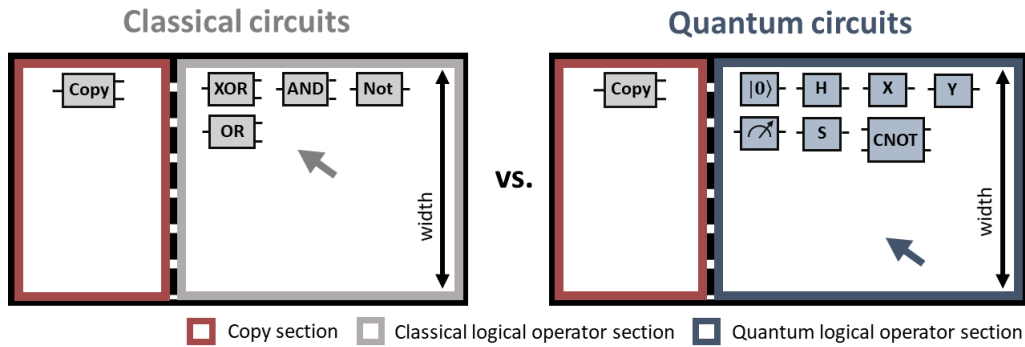 Classical circuits
Quantum circuits
Copy
XOR
AND
Not
OR
width
vs.
Copy
|0⟩
H
X
Y
S
CNOT
width
Copy section
Classical logical operator section
Quantum logical operator section